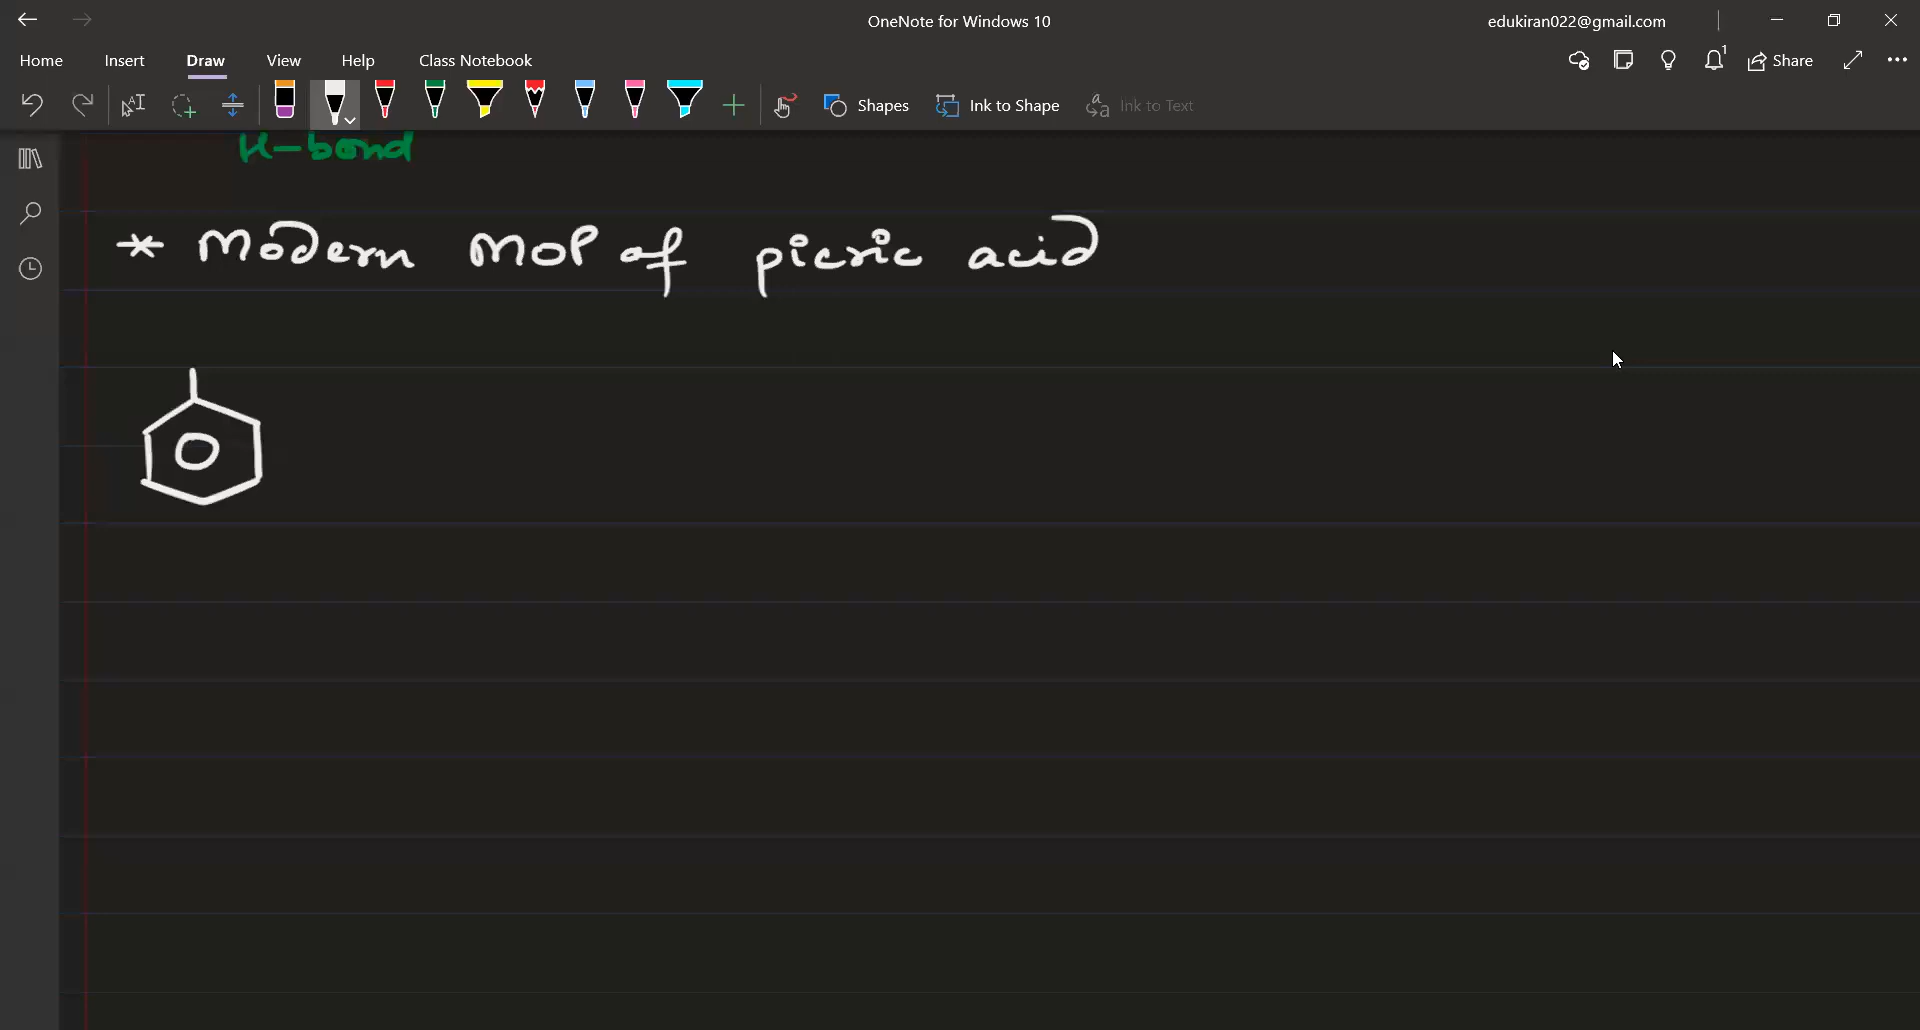 OneNote for Windows 10
edukiran022@gmail.com
Home Insert Draw View Help Class Notebook
1
Share
Shapes Ink to Shape Ink to Text
H-bond
* Modern MOP of picric acid